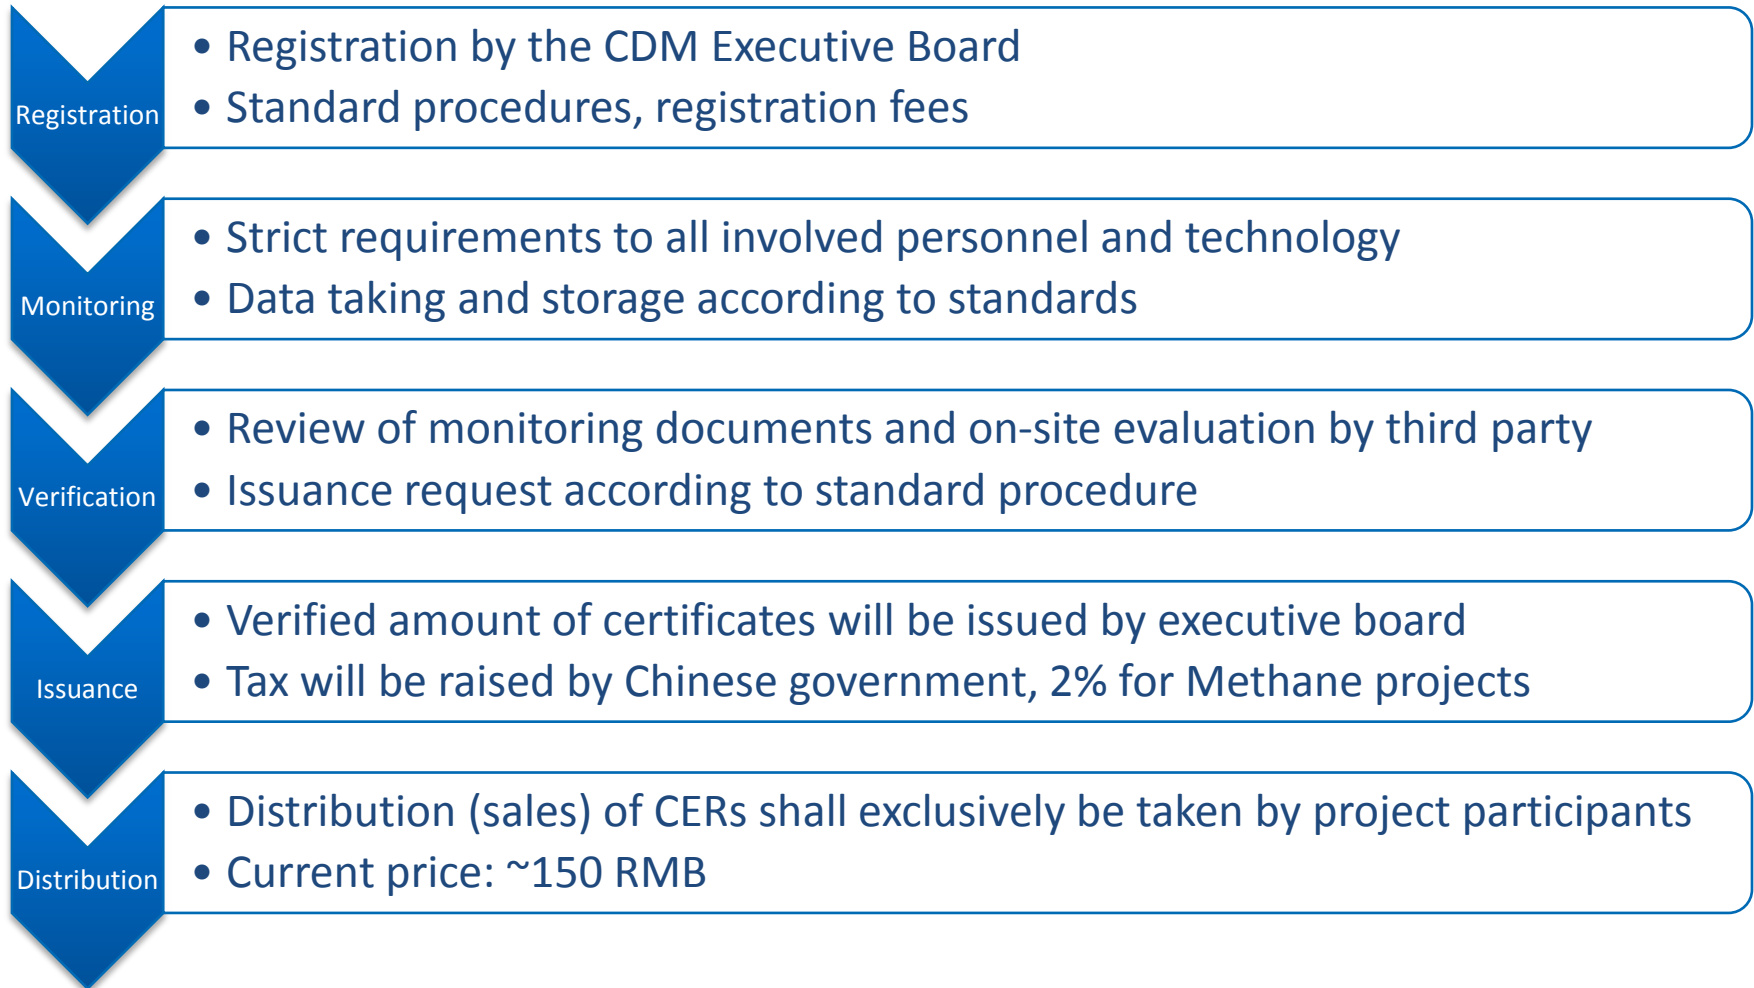 Registration
• Registration by the CDM Executive Board
• Standard procedures, registration fees
Monitoring
• Strict requirements to all involved personnel and technology
• Data taking and storage according to standards
Verification
• Review of monitoring documents and on-site evaluation by third party
• Issuance request according to standard procedure
Issuance
• Verified amount of certificates will be issued by executive board
• Tax will be raised by Chinese government, 2% for Methane projects
Distribution
• Distribution (sales) of CERs shall exclusively be taken by project participants
• Current price: ~150 RMB